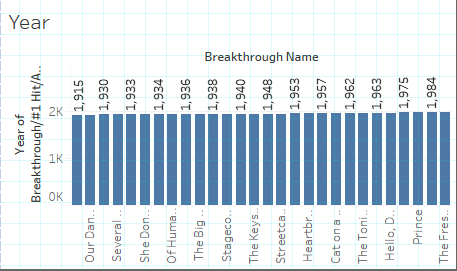 Year
Breakthrough Name
Year of
Breakthrough/#1 Hit/A..
2K
1K
0K
1,915
1,930
1,933
1,934
1,936
1,938
1,940
1,948
1,953
1,957
1,962
1,963
1,975
1,984
Our Dan..
Several ..
She Don..
Of Huma..
The Big ..
Stageco..
The Keys..
Streetca..
Heartbr..
Cat on a ..
The Toni..
Hello, D..
Prince
The Fres..